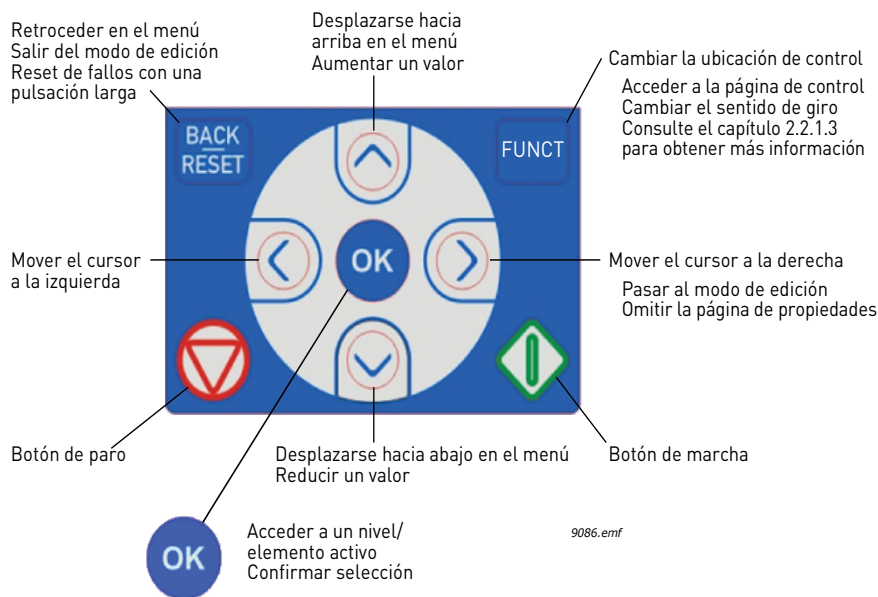 Retroceder en el menú
Salir del modo de edición
Reset de fallos con una
pulsación larga
Desplazarse hacia
arriba en el menú
Aumentar un valor
Cambiar la ubicación de control
Acceder a la página de control
Cambiar el sentido de giro
Consulte el capítulo 2.2.1.3
para obtener más información
BACK
RESET
FUNCT
Mover el cursor
a la izquierda
OK
Mover el cursor a la derecha
Pasar al modo de edición
Omitir la página de propiedades
Botón de paro
Desplazarse hacia abajo en el menú
Reducir un valor
Botón de marcha
OK
Acceder a un nivel/
elemento activo
Confirmar selección
9086.emf